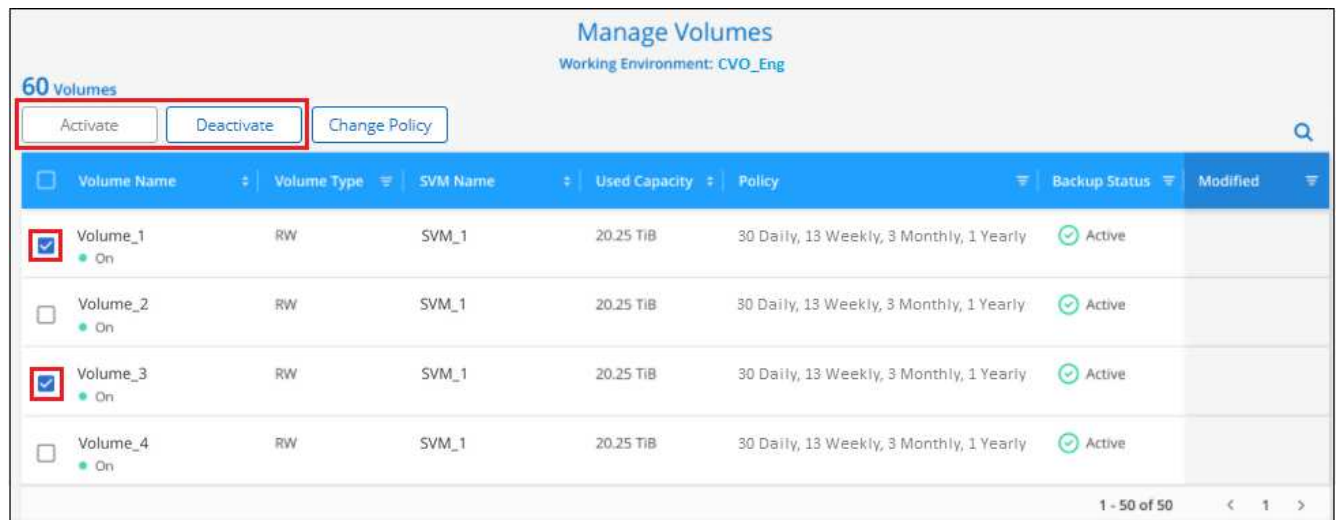 Manage Volumes
Working Environment: CVO_Eng
60 Volumes
Activate Deactivate Change Policy
Volume Name Volume Type SVM Name Used Capacity Policy Backup Status Modified
Volume_1 RW SVM_1 20.25 TiB 30 Daily, 13 Weekly, 3 Monthly, 1 Yearly Active
On
Volume_2 RW SVM_1 20.25 TiB 30 Daily, 13 Weekly, 3 Monthly, 1 Yearly Active
On
Volume_3 RW SVM_1 20.25 TiB 30 Daily, 13 Weekly, 3 Monthly, 1 Yearly Active
On
Volume_4 RW SVM_1 20.25 TiB 30 Daily, 13 Weekly, 3 Monthly, 1 Yearly Active
On
1 - 50 of 50 < 1 >